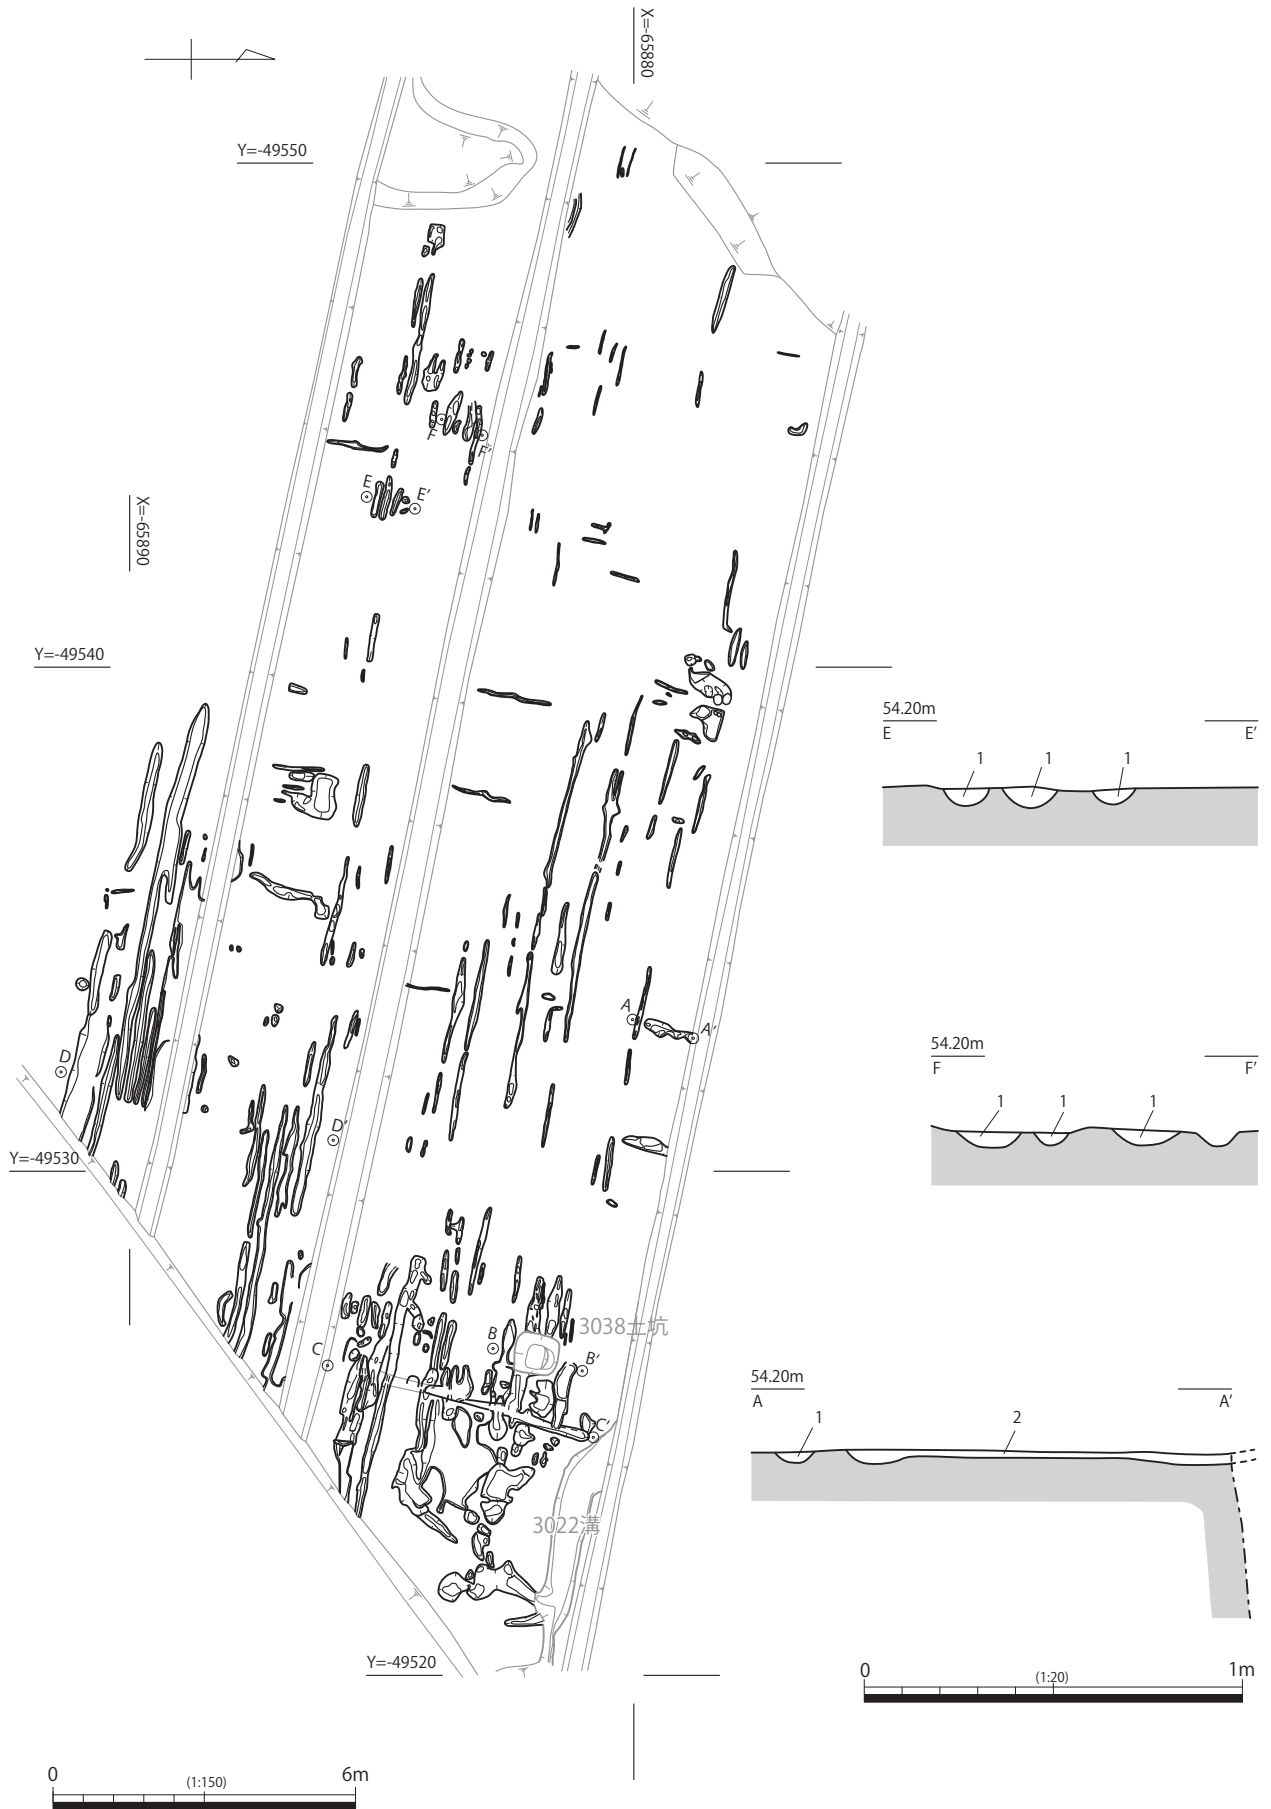 X=-65880
Y=-49550
X=-65890
F
F'
E
E'
Y=-49540
54.20m
E
E'
1
1
1
A
A'
D
D'
54.20m
F
F'
1
1
1
Y=-49530
3038土坑
B
B'
C
C'
54.20m
A
A'
1
2
3022溝
Y=-49520
0
(1:20)
1m
0
(1:150)
6m